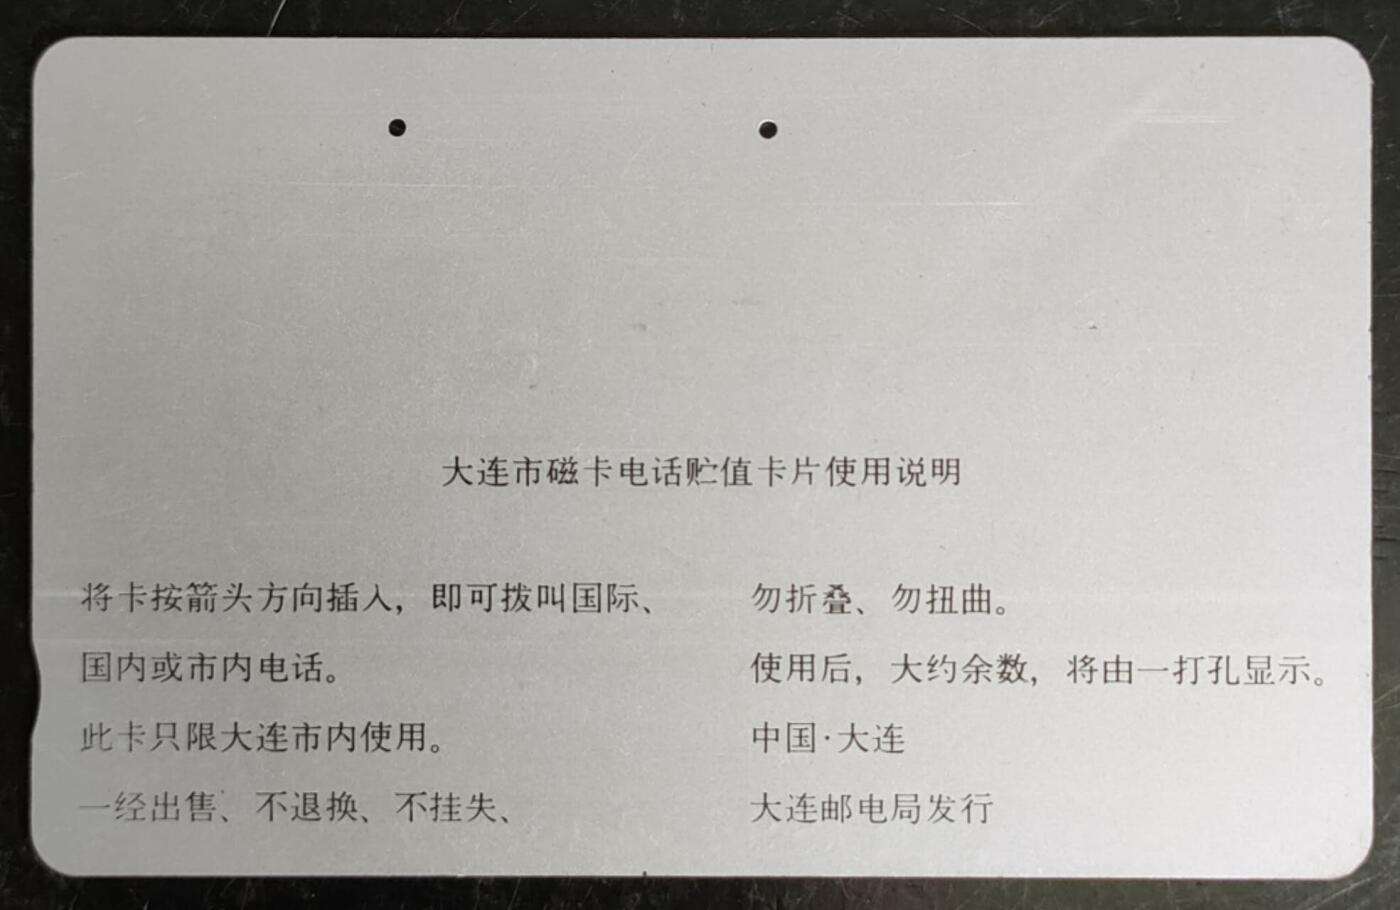 大连市磁卡电话贮值卡片使用说明
将卡按箭头方向插入，即可拨叫国际、
国内或市内电话。
此卡只限大连市内使用。
一经出售、不退换、不挂失、
勿折叠、勿扭曲。
使用后，大约余数，将由一打孔显示。
中国·大连
大连邮电局发行